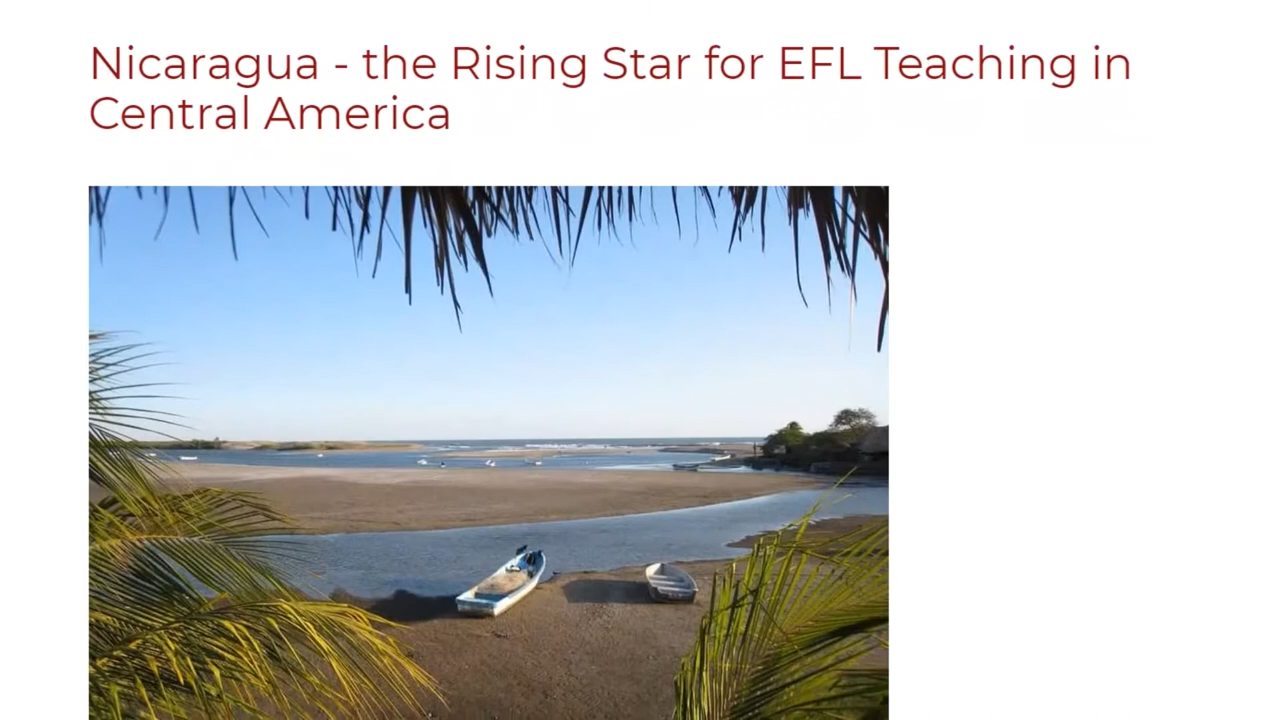 Nicaragua - the Rising Star for EFL Teaching in
Central America